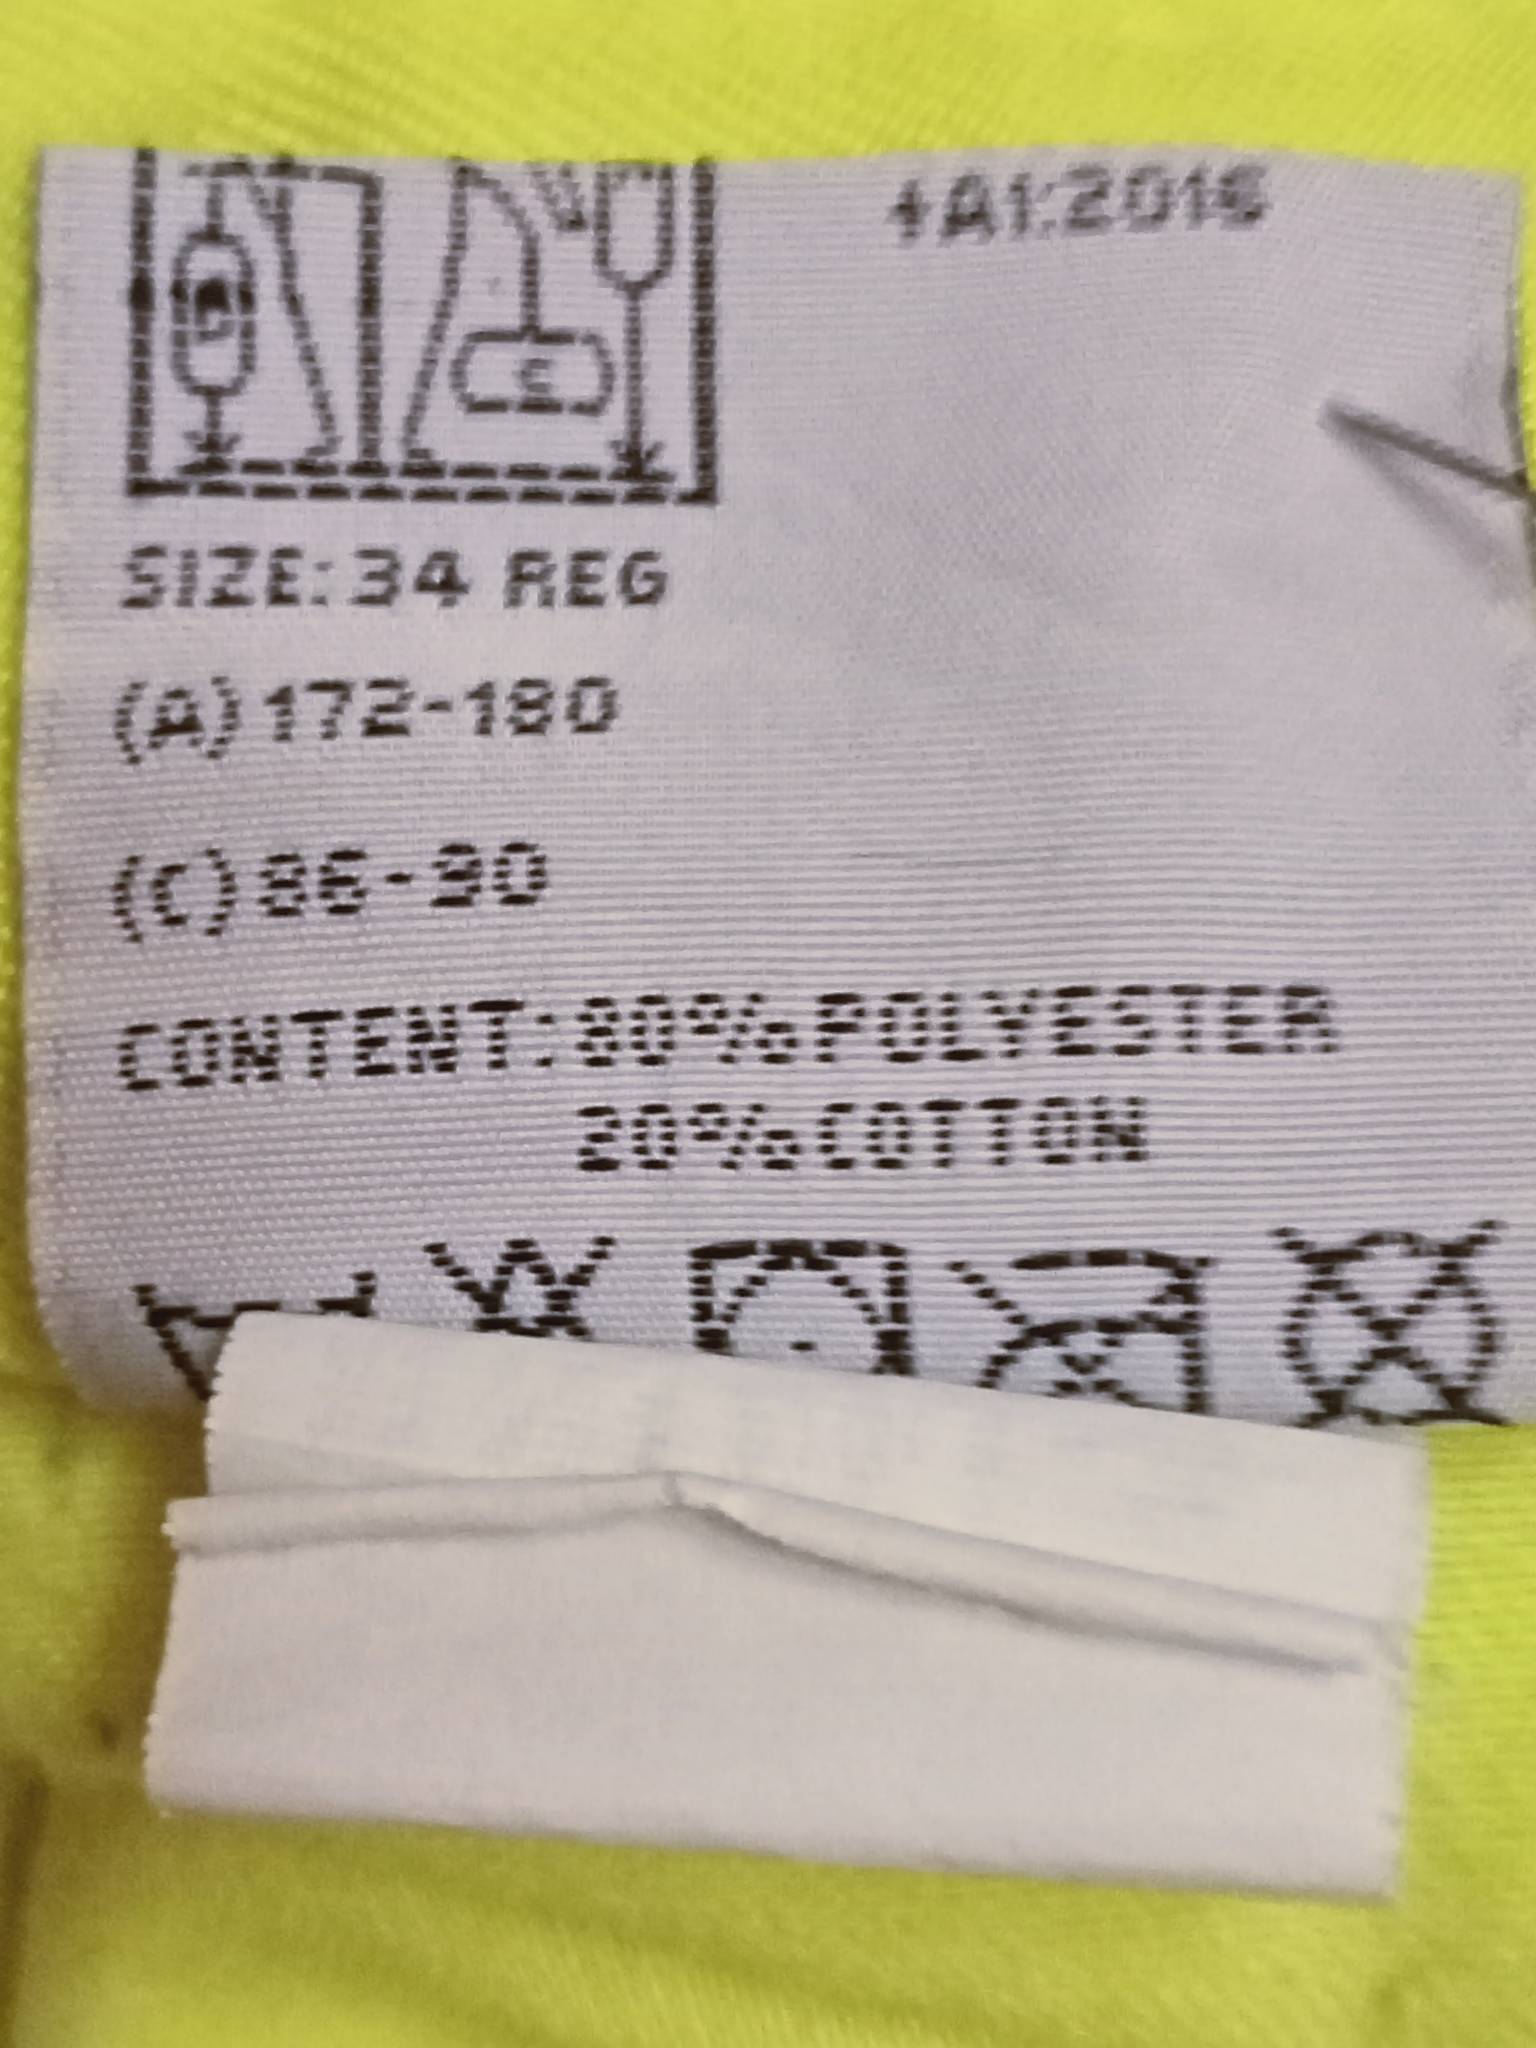 +A1:2016
SIZE: 34 REG
(A) 172-180
(C) 86-90
CONTENT: 80% POLYESTER
20% COTTON